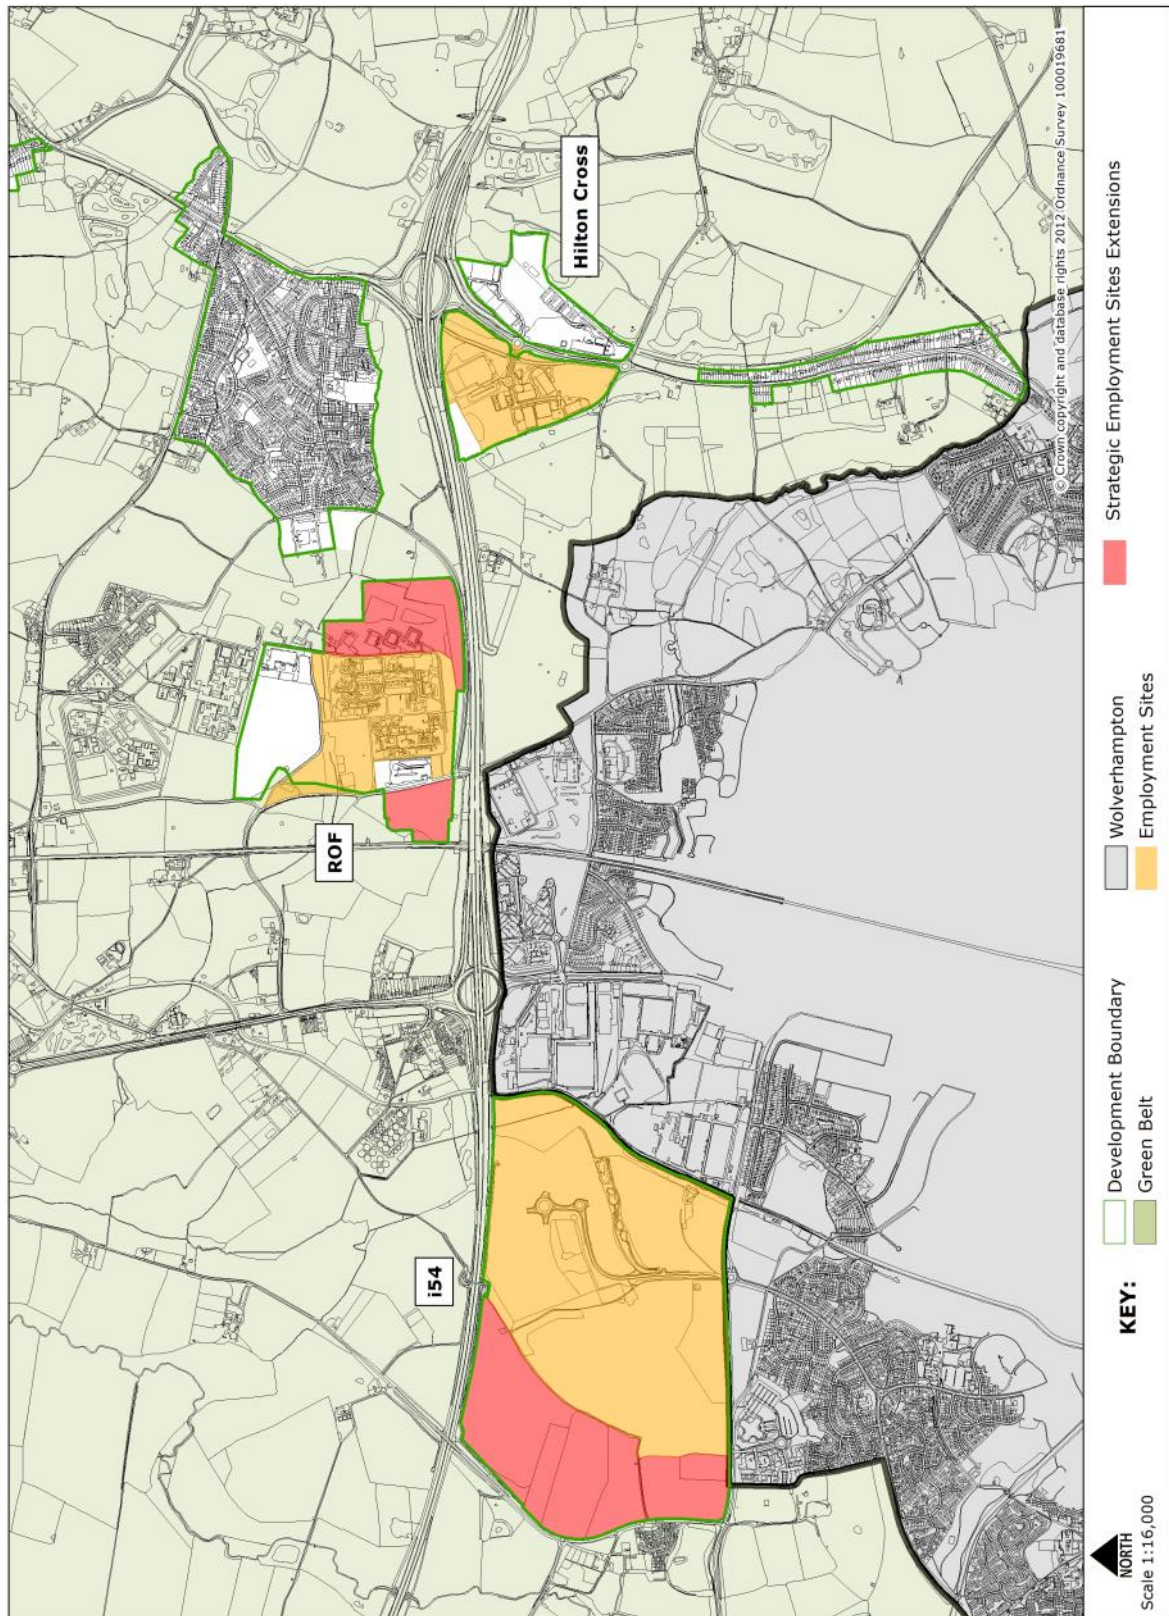 Hilton Cross
ROF
i54
© Crown copyright and database rights 2012 Ordnance Survey 100019681
NORTH
Scale 1:16,000
KEY:
Development Boundary
Green Belt
Wolverhampton
Employment Sites
Strategic Employment Sites Extensions